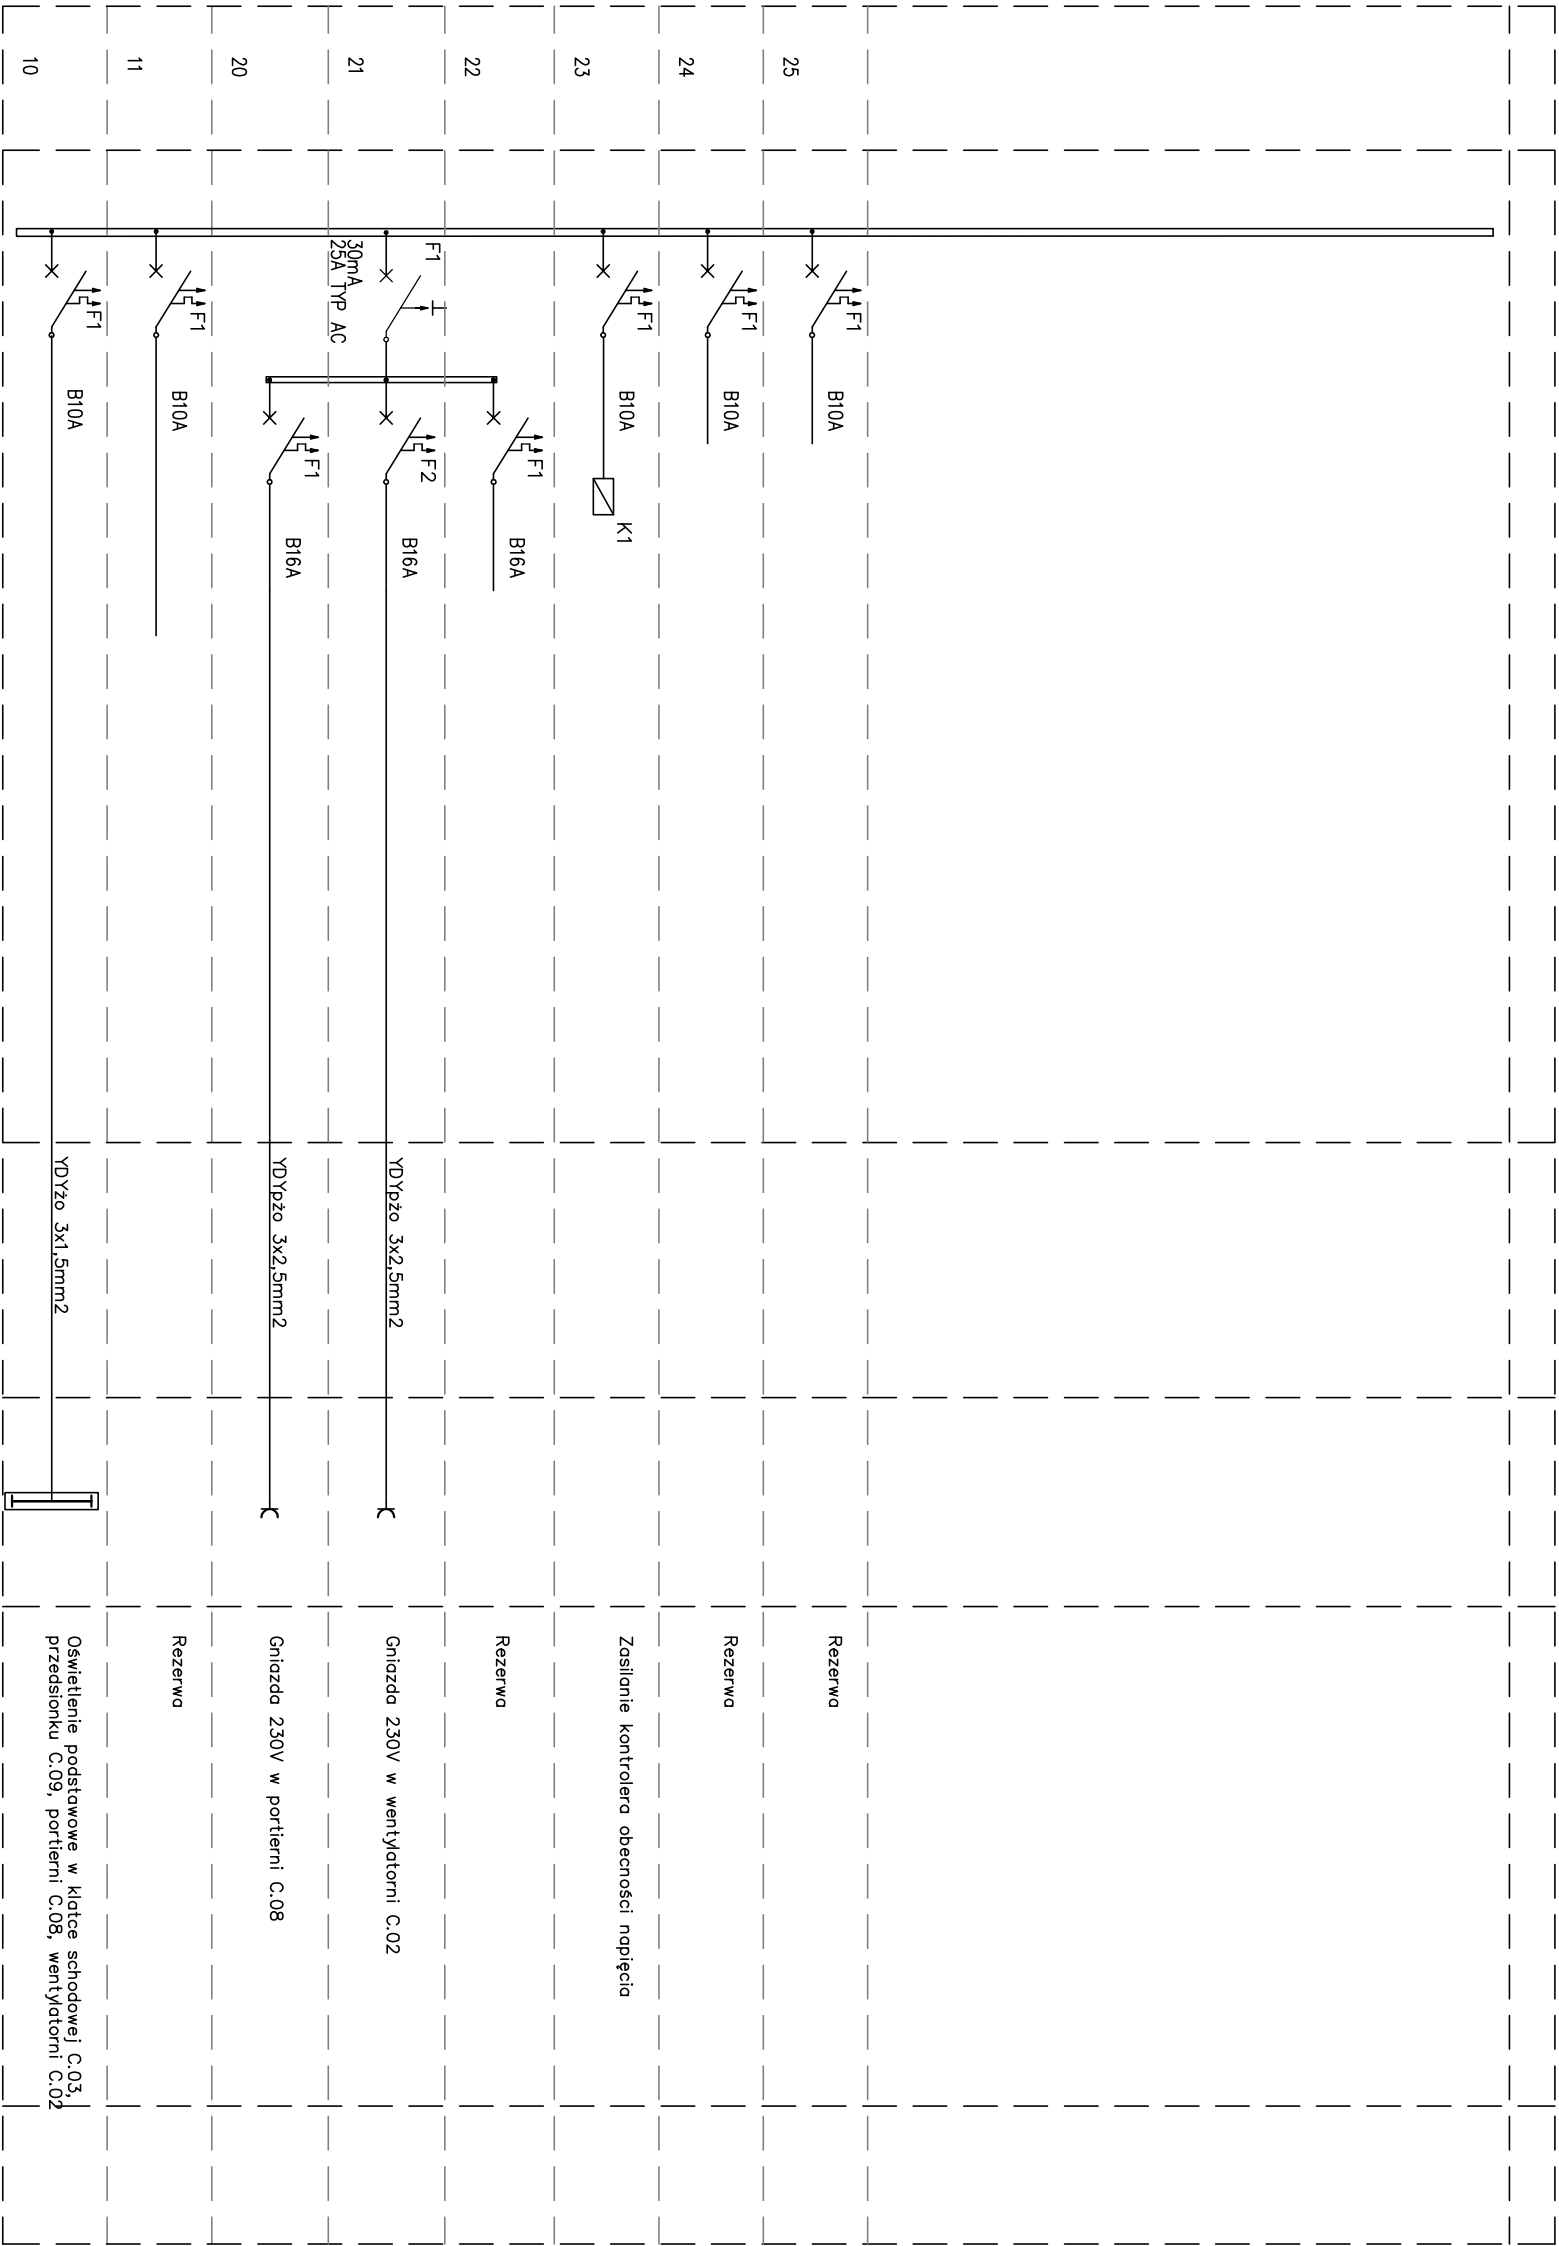 10
11
20
21
22
23
24
25
F1
B10A
F1
B10A
F1
30mA
25A TYP AC
F1
B16A
F2
B16A
F1
B16A
F1
B10A
K1
F1
B10A
F1
B10A
YDYżo 3x1,5mm2
YDYpżo 3x2,5mm2
YDYpżo 3x2,5mm2
Oświetlenie podstawowe w klatce schodowej C.03,
przedsionku C.09, portierni C.08, wentylatorni C.02
Rezerwa
Gniazda 230V w portierni C.08
Gniazda 230V w wentylatorni C.02
Rezerwa
Zasilanie kontrolera obecności napięcia
Rezerwa
Rezerwa